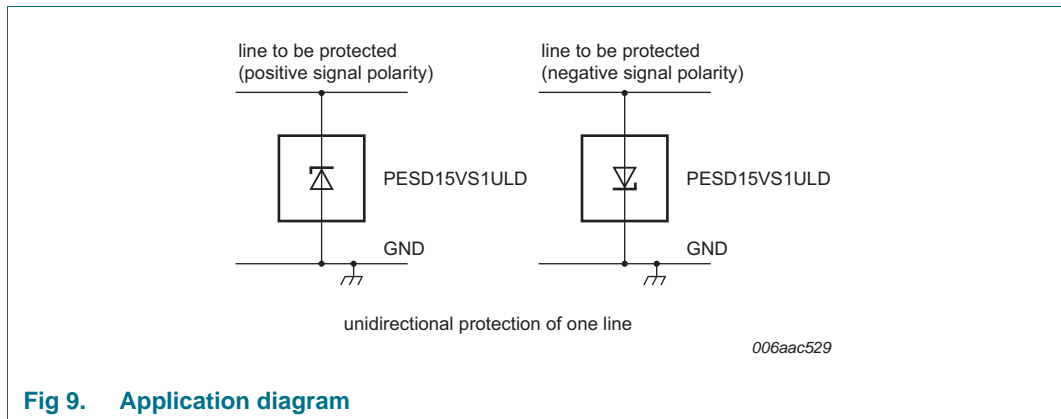 line to be protected
(positive signal polarity)
line to be protected
(negative signal polarity)
PESD15VS1ULD
PESD15VS1ULD
GND
GND
unidirectional protection of one line
006aac529
Fig 9. Application diagram